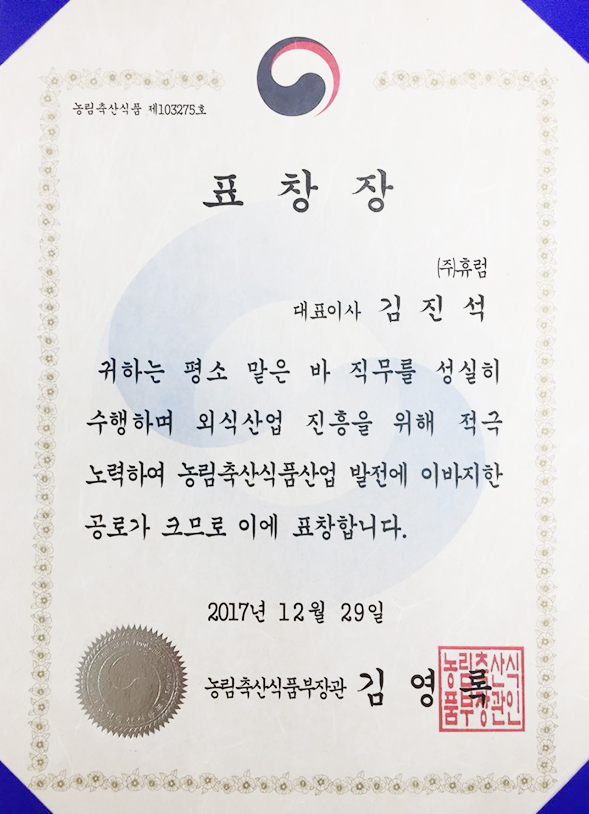 농림축산식품 제103275호
표 창 장
(주)휴럼
대표이사 김 진 석
귀하는 평소 맡은 바 직무를 성실히
수행하며 외식산업 진흥을 위해 적극
노력하여 농림축산식품산업 발전에 이바지한
공로가 크므로 이에 표창합니다.
2017년 12월 29일
농림축산식품부장관 김 영 록
농림축산식
품부장관인